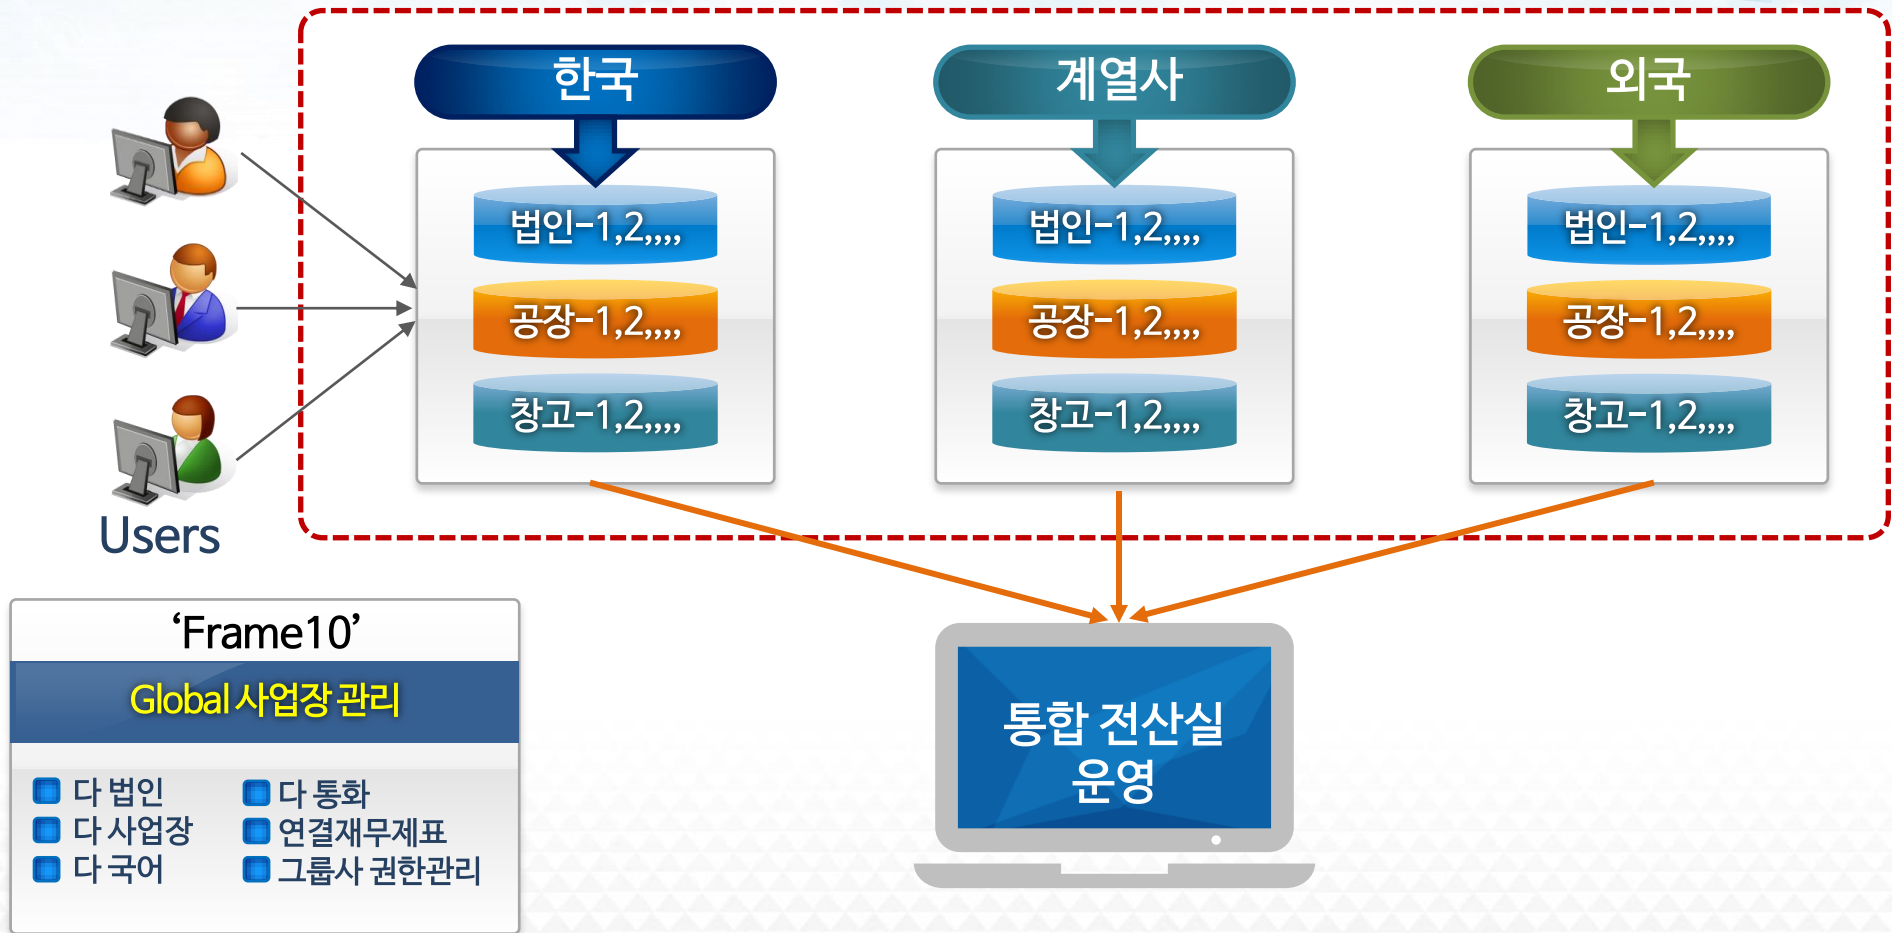 한국
계열사
외국
법인-1,2,,,,
공장-1,2,,,,
창고-1,2,,,,
법인-1,2,,,,
공장-1,2,,,,
창고-1,2,,,,
법인-1,2,,,,
공장-1,2,,,,
창고-1,2,,,,
Users
‘Frame10’
Global 사업장 관리
다 법인
다 사업장
다 국어
다 통화
연결재무제표
그룹사 권한관리
통합 전산실
운영